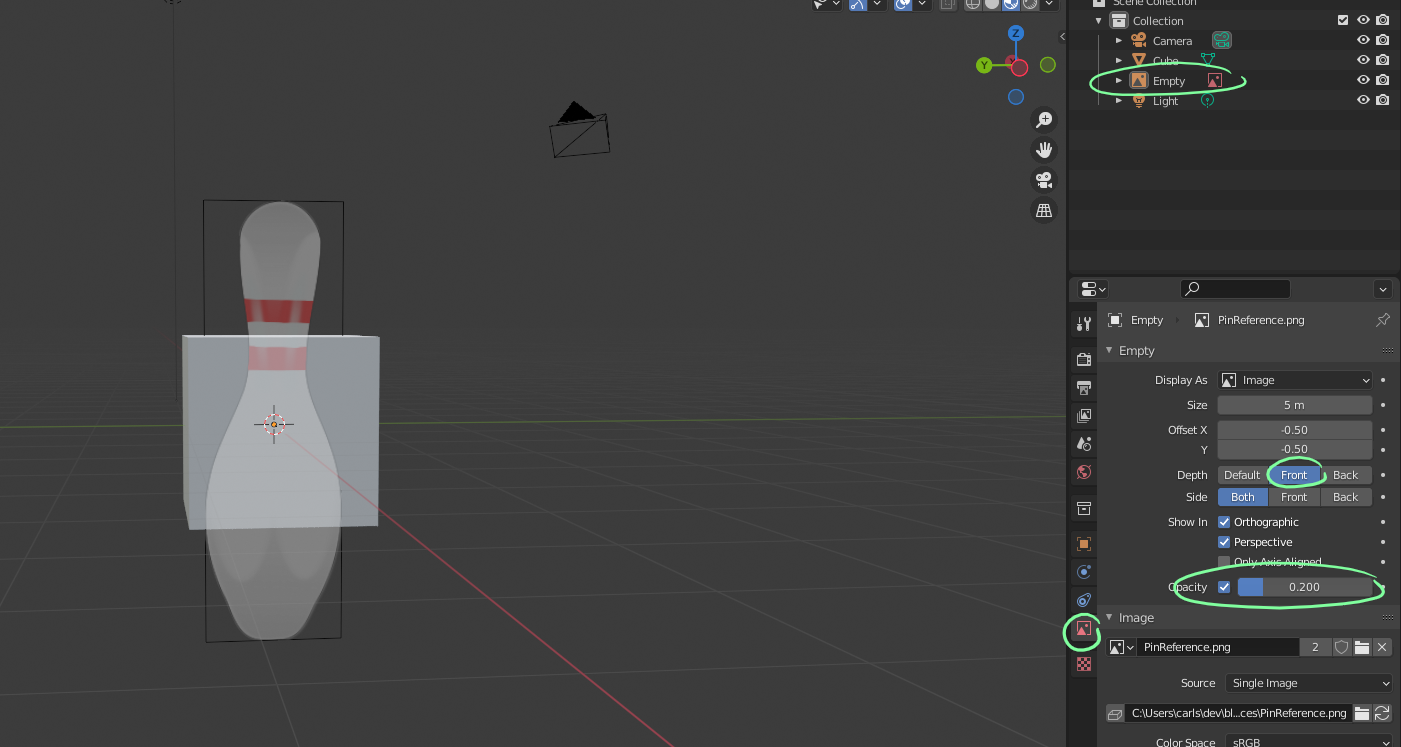 Scene Collection
Collection
Camera
Cube
Empty
Light
Z
Y
Empty PinReference.png
Empty
Display As Image
Size 5 m
Offset X -0.50
Y -0.50
Depth Default Front Back
Side Both Front Back
Show In Orthographic
Perspective
Only Axis Aligned
Opacity 0.200
Image
PinReference.png 2
Source Single Image
C:\Users\carls\dev\bl...ces\PinReference.png
Color Space sRGB